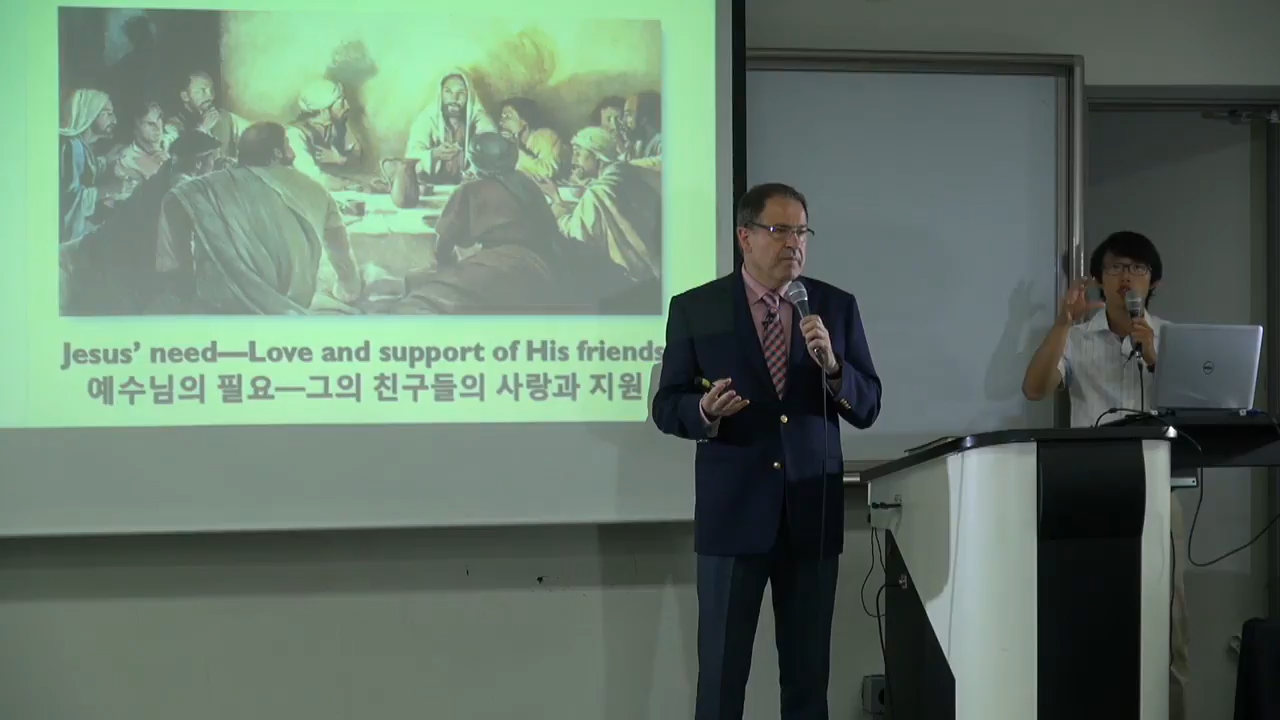 Jesus' need—Love and support of His friends
예수님의 필요—그의 친구들의 사랑과 지원
DELL